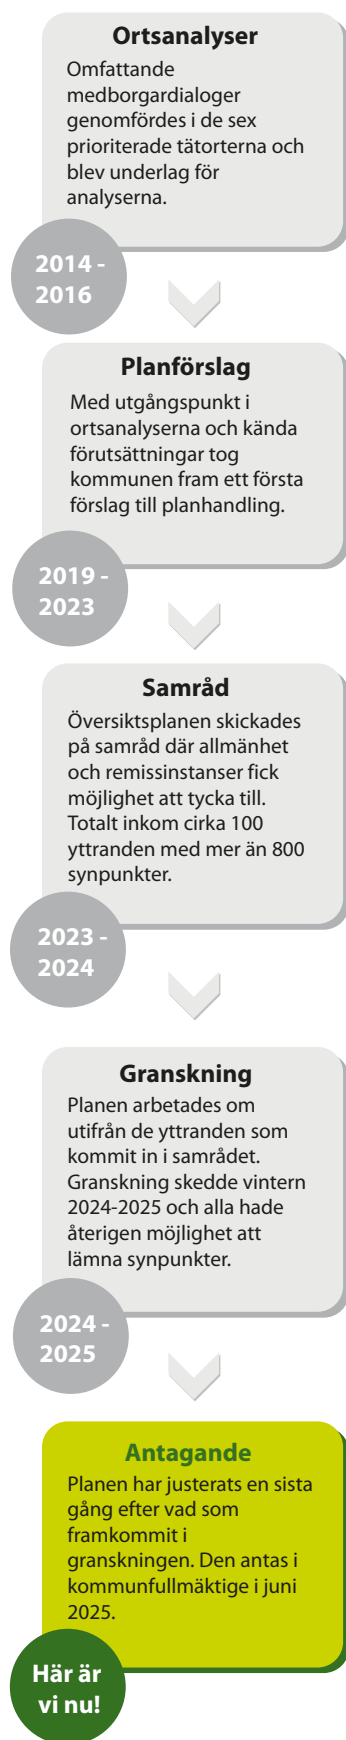 Ortsanalyser
Omfattande
medborgardialoger
genomfördes i de sex
prioriterade tätorterna och
blev underlag för
analyserna.
2014 -
2016
Planförslag
Med utgångspunkt i
ortsanalyserna och kända
förutsättningar tog
kommunen fram ett första
förslag till planhandling.
2019 -
2023
Samråd
Översiktsplanen skickades
på samråd där allmänhet
och remissinstanser fick
möjlighet att tycka till.
Totalt inkom cirka 100
yttranden med mer än 800
synpunkter.
2023 -
2024
Granskning
Planen arbetades om
utifrån de yttranden som
kommit in i samrådet.
Granskning skedde vintern
2024-2025 och alla hade
återigen möjlighet att
lämna synpunkter.
2024 -
2025
Antagande
Planen har justerats en sista
gång efter vad som
framkommit i
granskningen. Den antas i
kommunfullmäktige i juni
2025.
Här är
vi nu!